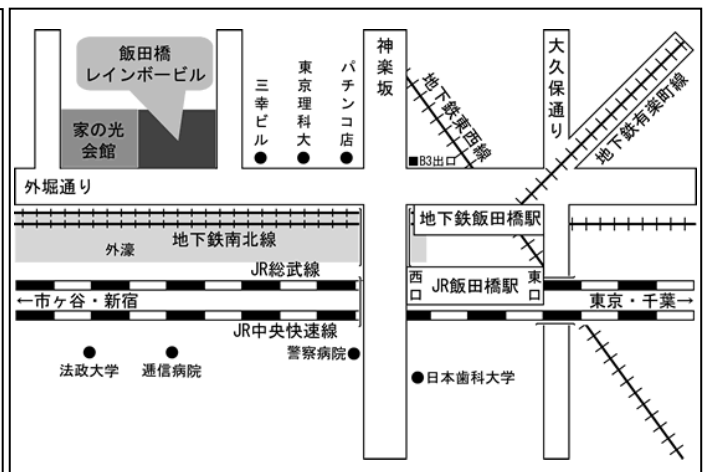 飯田橋
レインボービル
家の光
会館
三幸ビル
東京理科大
パチンコ店
神楽坂
地下鉄東西線
■B3出口
大久保通り
地下鉄有楽町線
外堀通り
地下鉄南北線
外濠
地下鉄飯田橋駅
JR総武線
西口
JR飯田橋駅
東口
←市ヶ谷・新宿
東京・千葉→
JR中央快速線
法政大学
逓信病院
警察病院
日本歯科大学